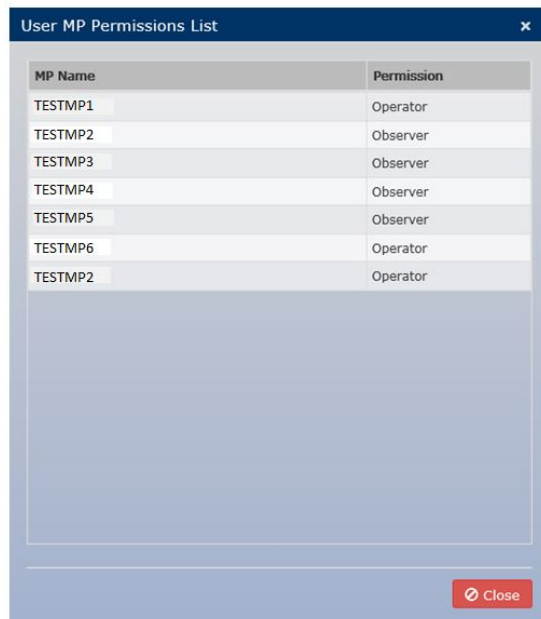 User MP Permissions List ×
MP Name Permission
TESTMP1 Operator
TESTMP2 Observer
TESTMP3 Observer
TESTMP4 Observer
TESTMP5 Observer
TESTMP6 Operator
TESTMP2 Operator
Close